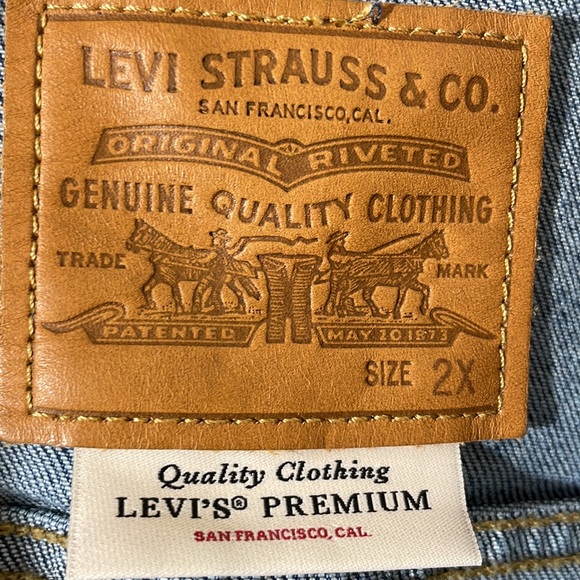 LEVI STRAUSS & CO.
SAN FRANCISCO, CAL.
ORIGINAL RIVETED
GENUINE QUALITY CLOTHING
TRADE MARK
PATENTED MAY 20 1873
SIZE 2X
Quality Clothing
LEVI'S® PREMIUM
SAN FRANCISCO, CAL.